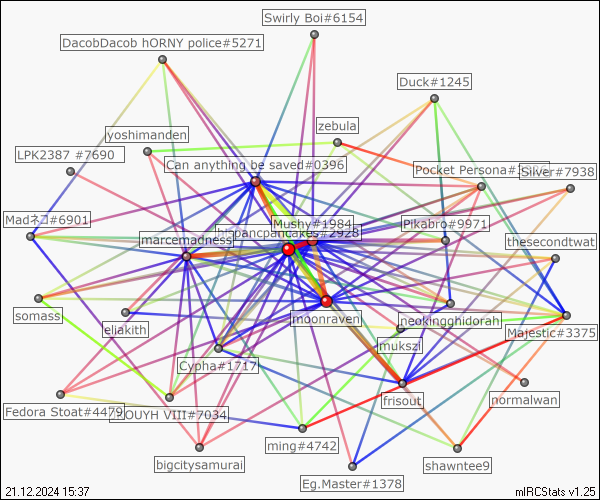 Swirly Boi#6154
DacobDacob hORNY police#5271
Duck#1245
yoshimanden
zebula
LPK2387 #7690
Can anything be saved#0396
Pocket Persona#
Silver#7938
Madネコ#6901
Mushy#1984
Pikabro#9971
marcemadness
thesecondtwat
somass
eliakith
moonraven
neokingghidorah
Majestic#3375
mukszi
Cypha#1717
Fedora Stoat#4479
VIII#7034
frisout
normalwan
ming#4742
bigcitysamurai
shawntee9
Eg.Master#1378
21.12.2024 15:37
mIRCStats v1.25